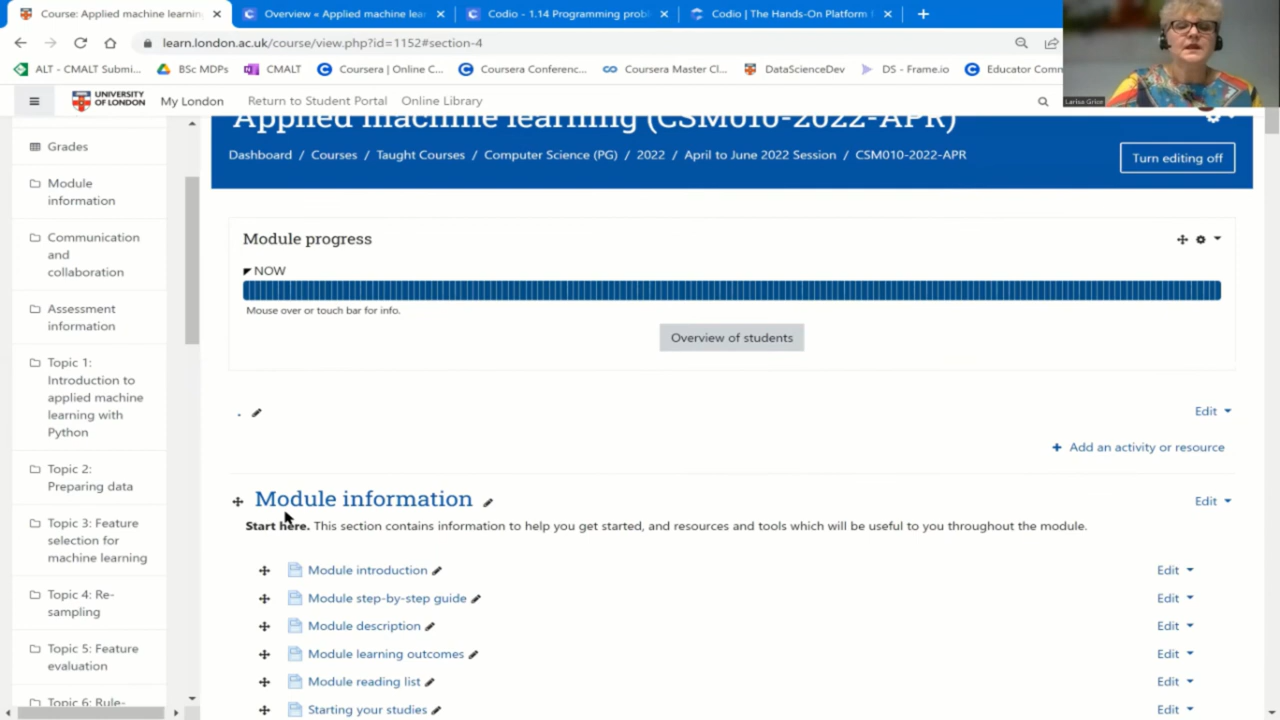 Course: Applied machine learnin
Overview « Applied machine lea
Codio - 1.14 Programming prob
Codio | The Hands-On Platform f
learn.london.ac.uk/course/view.php?id=1152#section-4
ALT - CMALT Submi...
BSc MDPs
CMALT
Coursera | Online C...
Coursera Conferenc...
Coursera Master Cl...
DataScienceDev
DS - Frame.io
Educator Comm
UNIVERSITY OF LONDON
My London
Return to Student Portal
Online Library
Larisa Grice
Grades
Module
information
Communication
and
collaboration
Assessment
information
Topic 1:
Introduction to
applied machine
learning with
Python
Topic 2:
Preparing data
Topic 3: Feature
selection for
machine learning
Topic 4: Re-
sampling
Topic 5: Feature
evaluation
Topic 6: Rule-
Applied machine learning (CSM010-2022-APR)
Dashboard / Courses / Taught Courses / Computer Science (PG) / 2022 / April to June 2022 Session / CSM010-2022-APR
Turn editing off
Module progress
NOW
Mouse over or touch bar for info.
Overview of students
Edit
+ Add an activity or resource
Module information
Edit
Start here. This section contains information to help you get started, and resources and tools which will be useful to you throughout the module.
Module introduction
Edit
Module step-by-step guide
Edit
Module description
Edit
Module learning outcomes
Edit
Module reading list
Edit
Starting your studies
Edit